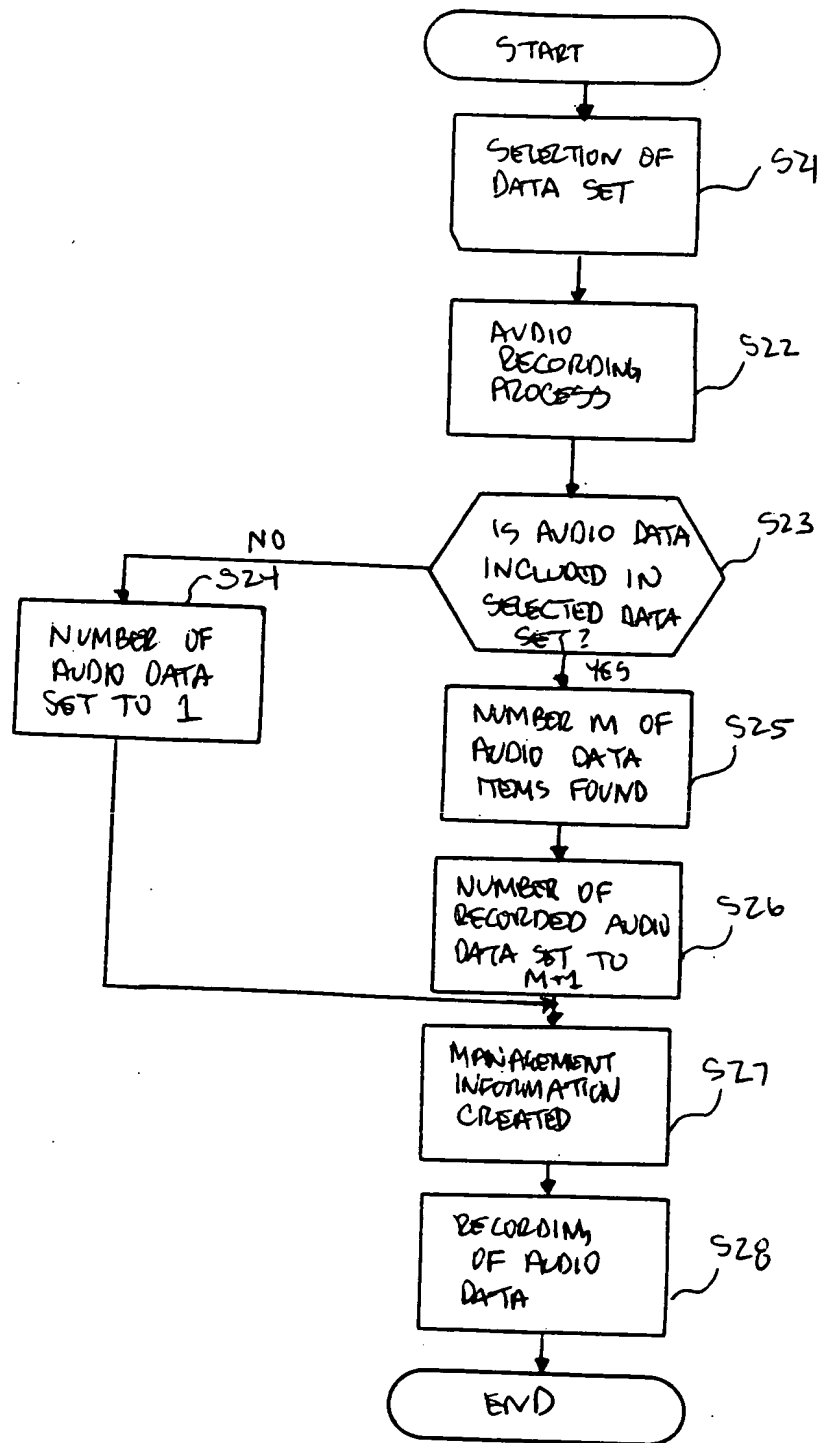 START
SELECTION OF
DATA SET
S21
AUDIO
RECORDING
PROCESS
S22
IS AUDIO DATA
INCLUDED IN
SELECTED DATA
SET?
S23
NO
YES
S24
NUMBER OF
AUDIO DATA
SET TO 1
NUMBER M OF
AUDIO DATA
ITEMS FOUND
S25
NUMBER OF
RECORDED AUDIO
DATA SET TO
M+1
S26
MANAGEMENT
INFORMATION
CREATED
S27
RECORDING
OF AUDIO
DATA
S28
END